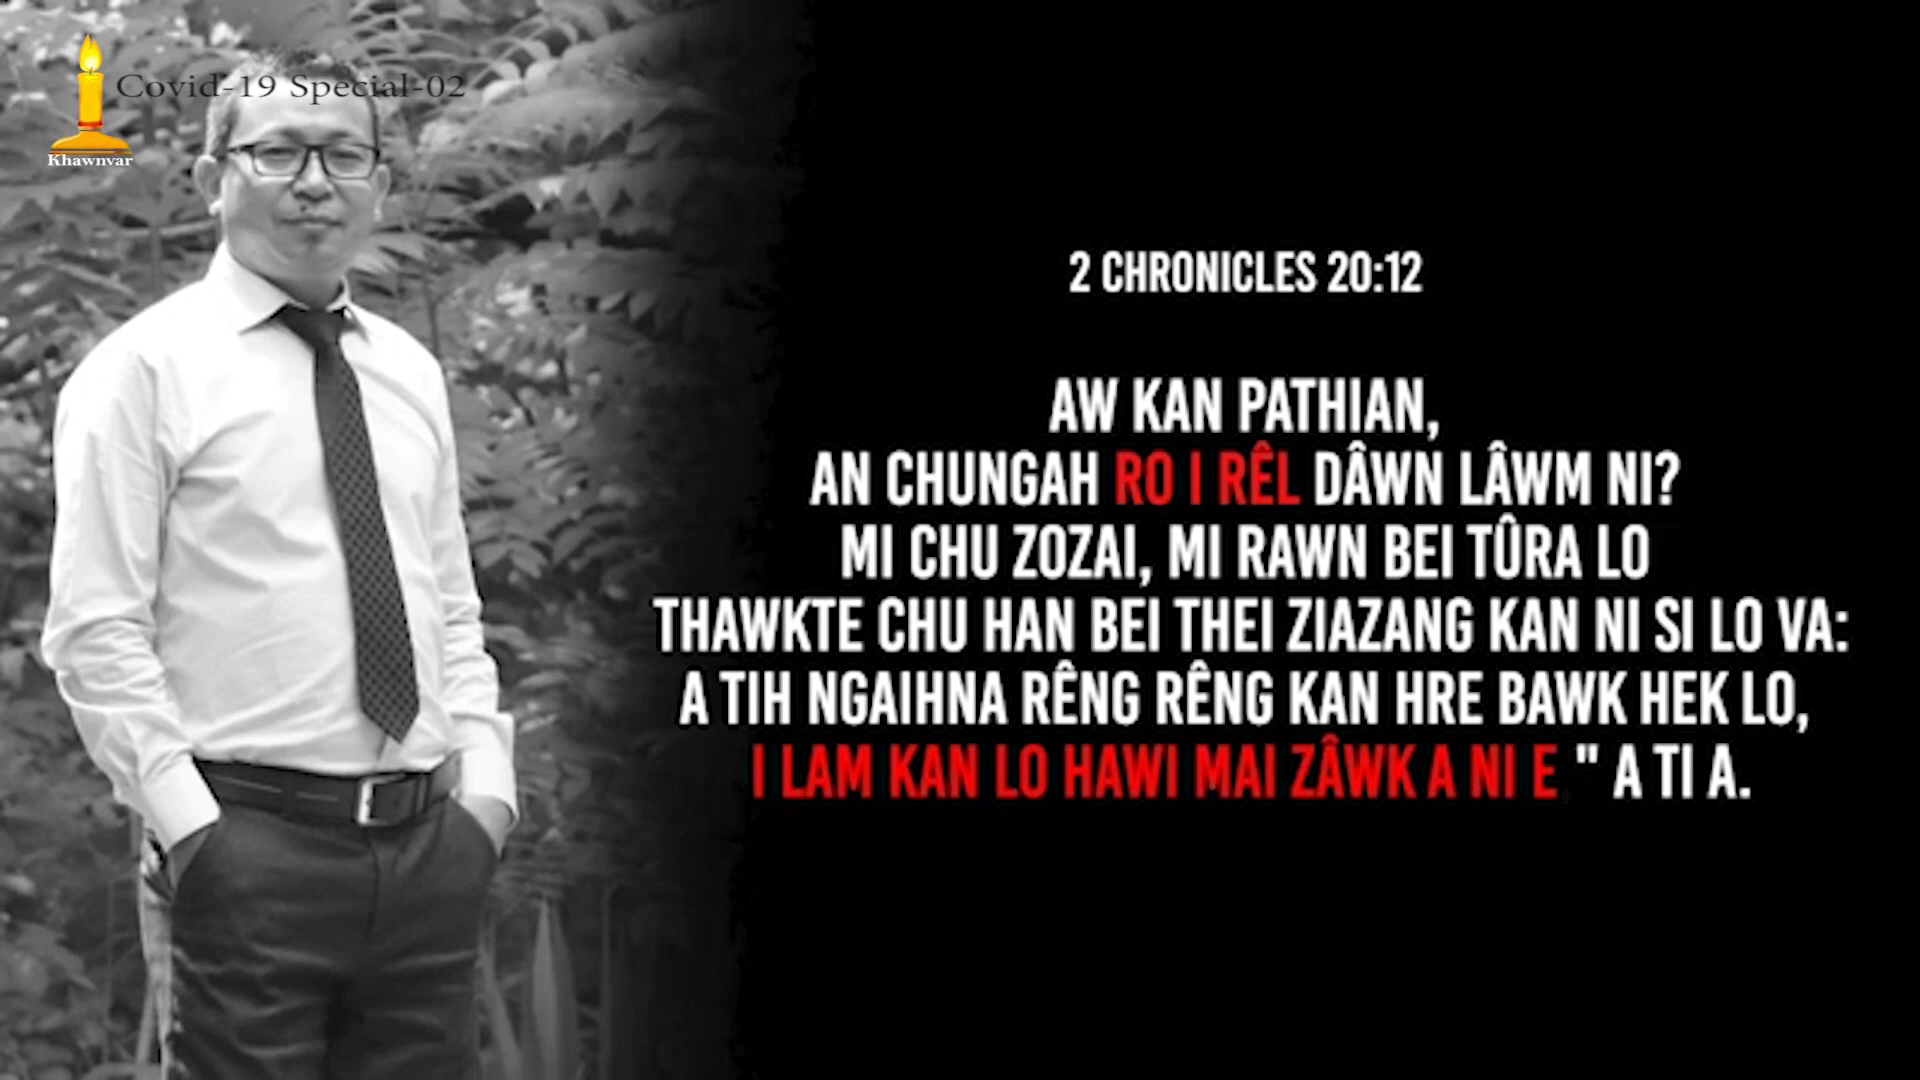 Covid-19 Special-02
Khawnvar
2 CHRONICLES 20:12
AW KAN PATHIAN,
AN CHUNGAH RO I RÊL DÂWN LÂWM NI?
MI CHU ZOZAI, MI RAWN BEI TÛRA LO
THAWKTE CHU HAN BEI THEI ZIAZANG KAN NI SI LO VA:
A TIH NGAIHNA RÊNG RÊNG KAN HRE BAWK HEK LO,
I LAM KAN LO HAWI MAI ZÂWK A NI E " A TI A.